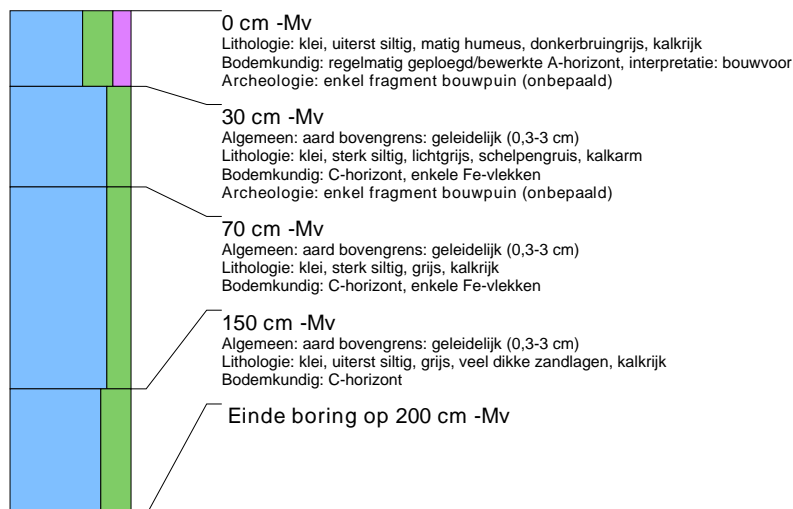 0 cm -Mv
Lithologie: klei, uiterst siltig, matig humeus, donkerbruingrijs, kalkrijk
Bodemkundig: regelmatig geploegd/bewerkte A-horizont, interpretatie: bouwvoor
Archeologie: enkel fragment bouwpuin (onbepaald)
30 cm -Mv
Algemeen: aard bovengrens: geleidelijk (0,3-3 cm)
Lithologie: klei, sterk siltig, lichtgrijs, schelpengruis, kalkarm
Bodemkundig: C-horizont, enkele Fe-vlekken
Archeologie: enkel fragment bouwpuin (onbepaald)
70 cm -Mv
Algemeen: aard bovengrens: geleidelijk (0,3-3 cm)
Lithologie: klei, sterk siltig, grijs, kalkrijk
Bodemkundig: C-horizont, enkele Fe-vlekken
150 cm -Mv
Algemeen: aard bovengrens: geleidelijk (0,3-3 cm)
Lithologie: klei, uiterst siltig, grijs, veel dikke zandlagen, kalkrijk
Bodemkundig: C-horizont
Einde boring op 200 cm -Mv